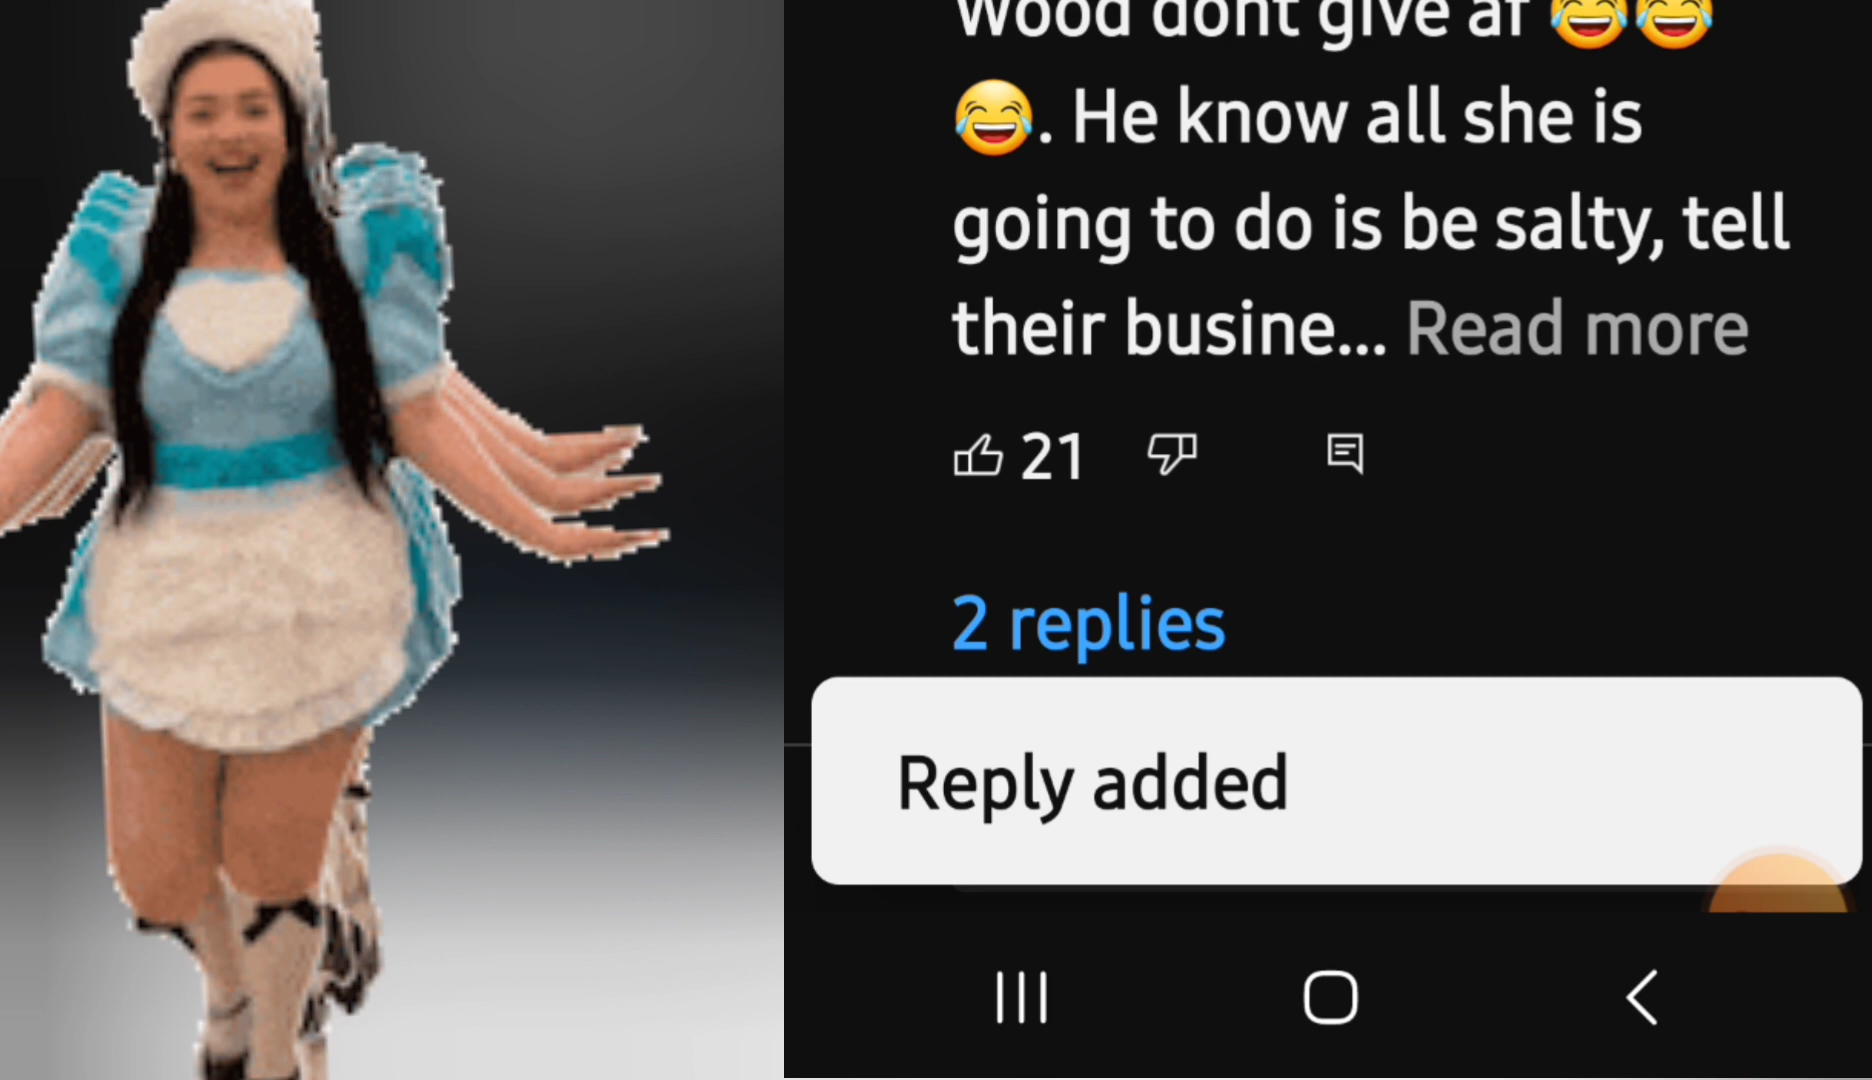 Wood dont give af 😂😂
😂. He know all she is
going to do is be salty, tell
their busine... Read more
21
2 replies
Reply added